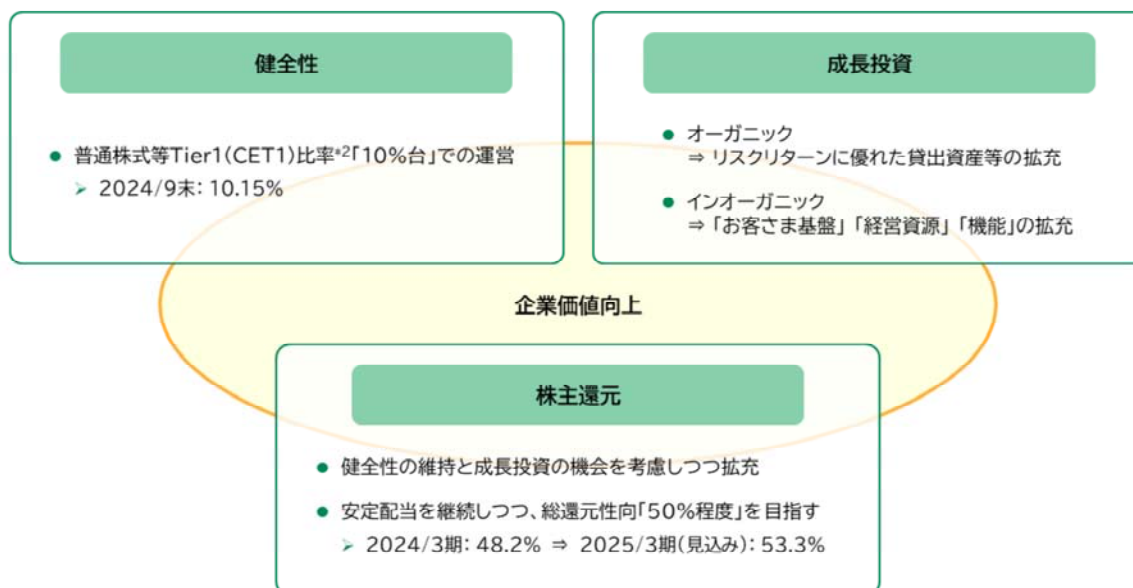 健全性
● 普通株式等Tier1(CET1)比率*2「10%台」での運営
➢ 2024/9末: 10.15%
成長投資
● オーガニック
⇒ リスクリターンに優れた貸出資産等の拡充
● インオーガニック
⇒「お客さま基盤」「経営資源」「機能」の拡充
企業価値向上
株主還元
● 健全性の維持と成長投資の機会を考慮しつつ拡充
● 安定配当を継続しつつ、総還元性向「50%程度」を目指す
➢ 2024/3期: 48.2% ⇒ 2025/3期(見込み): 53.3%